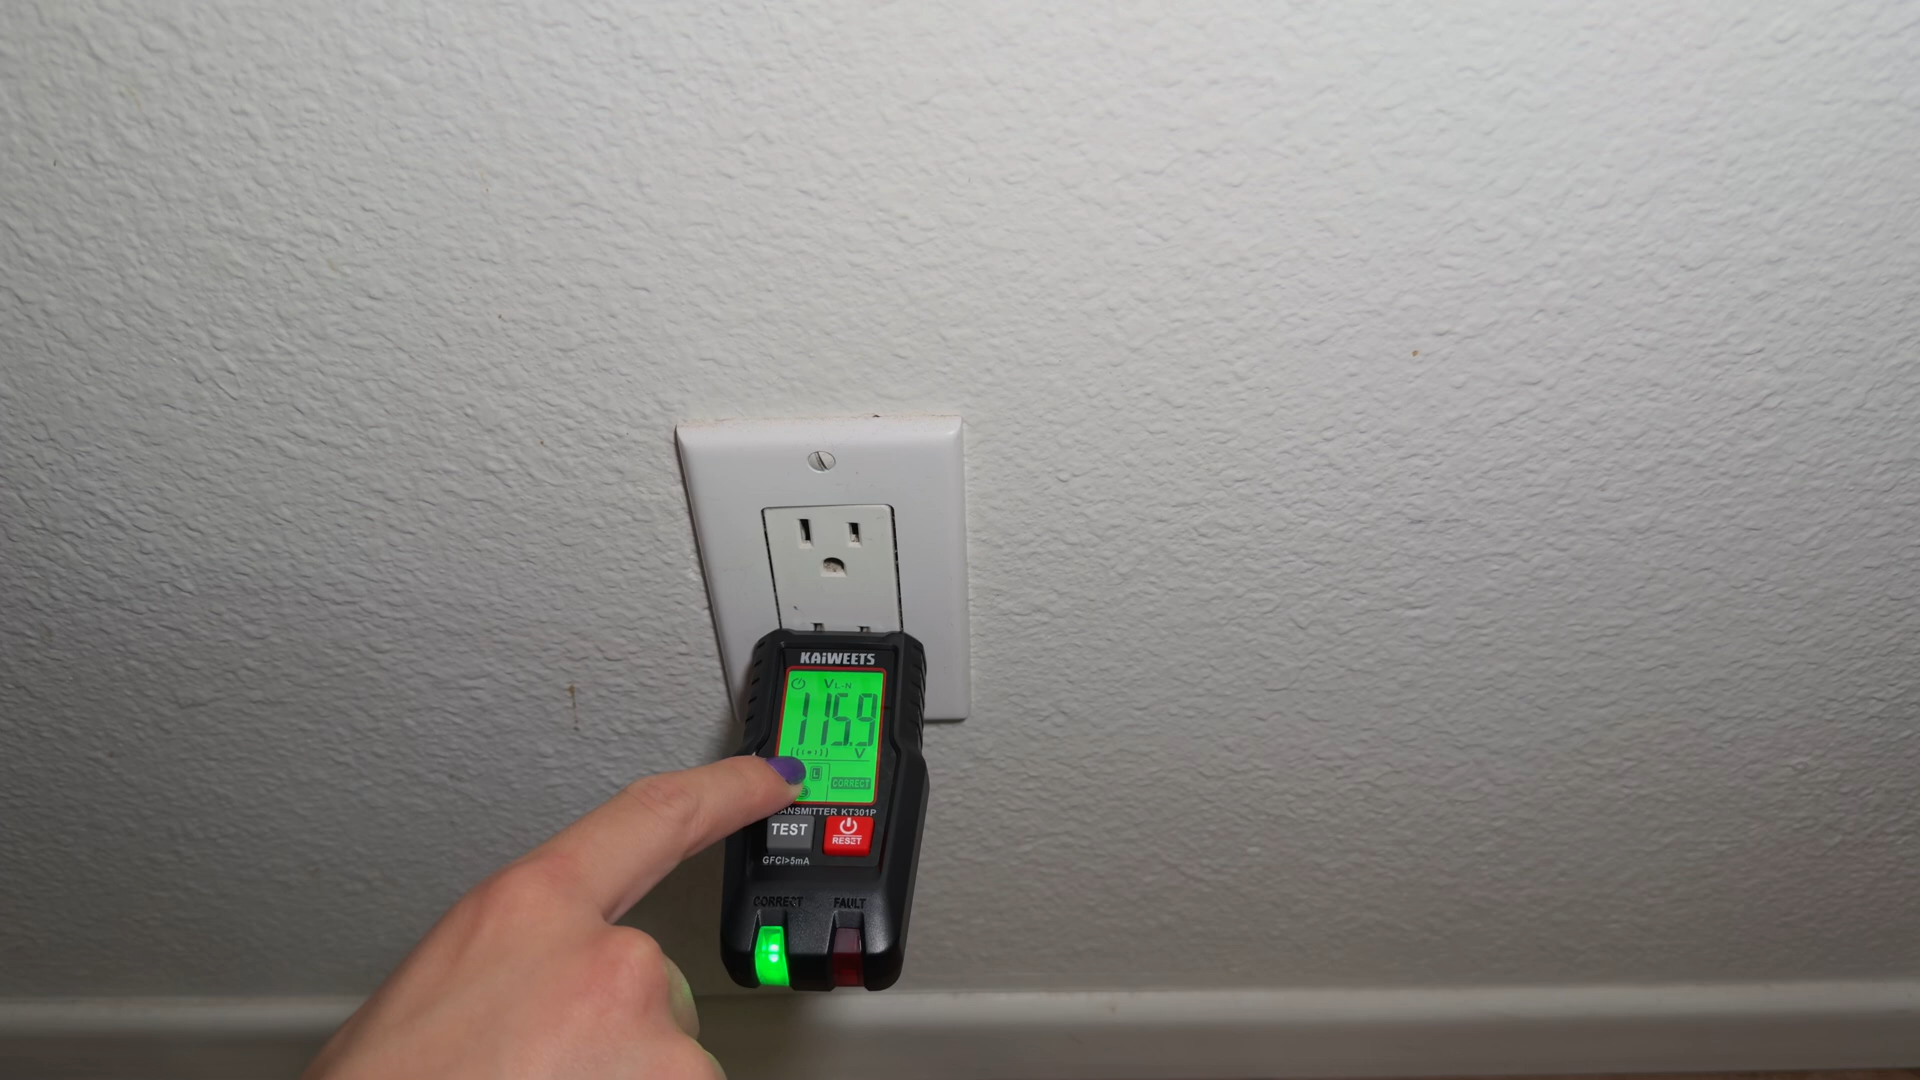 KAIWEETS
VL-N
115.9
V
L
CORRECT
TRANSMITTER KT301P
TEST
RESET
GFCI>5mA
CORRECT FAULT